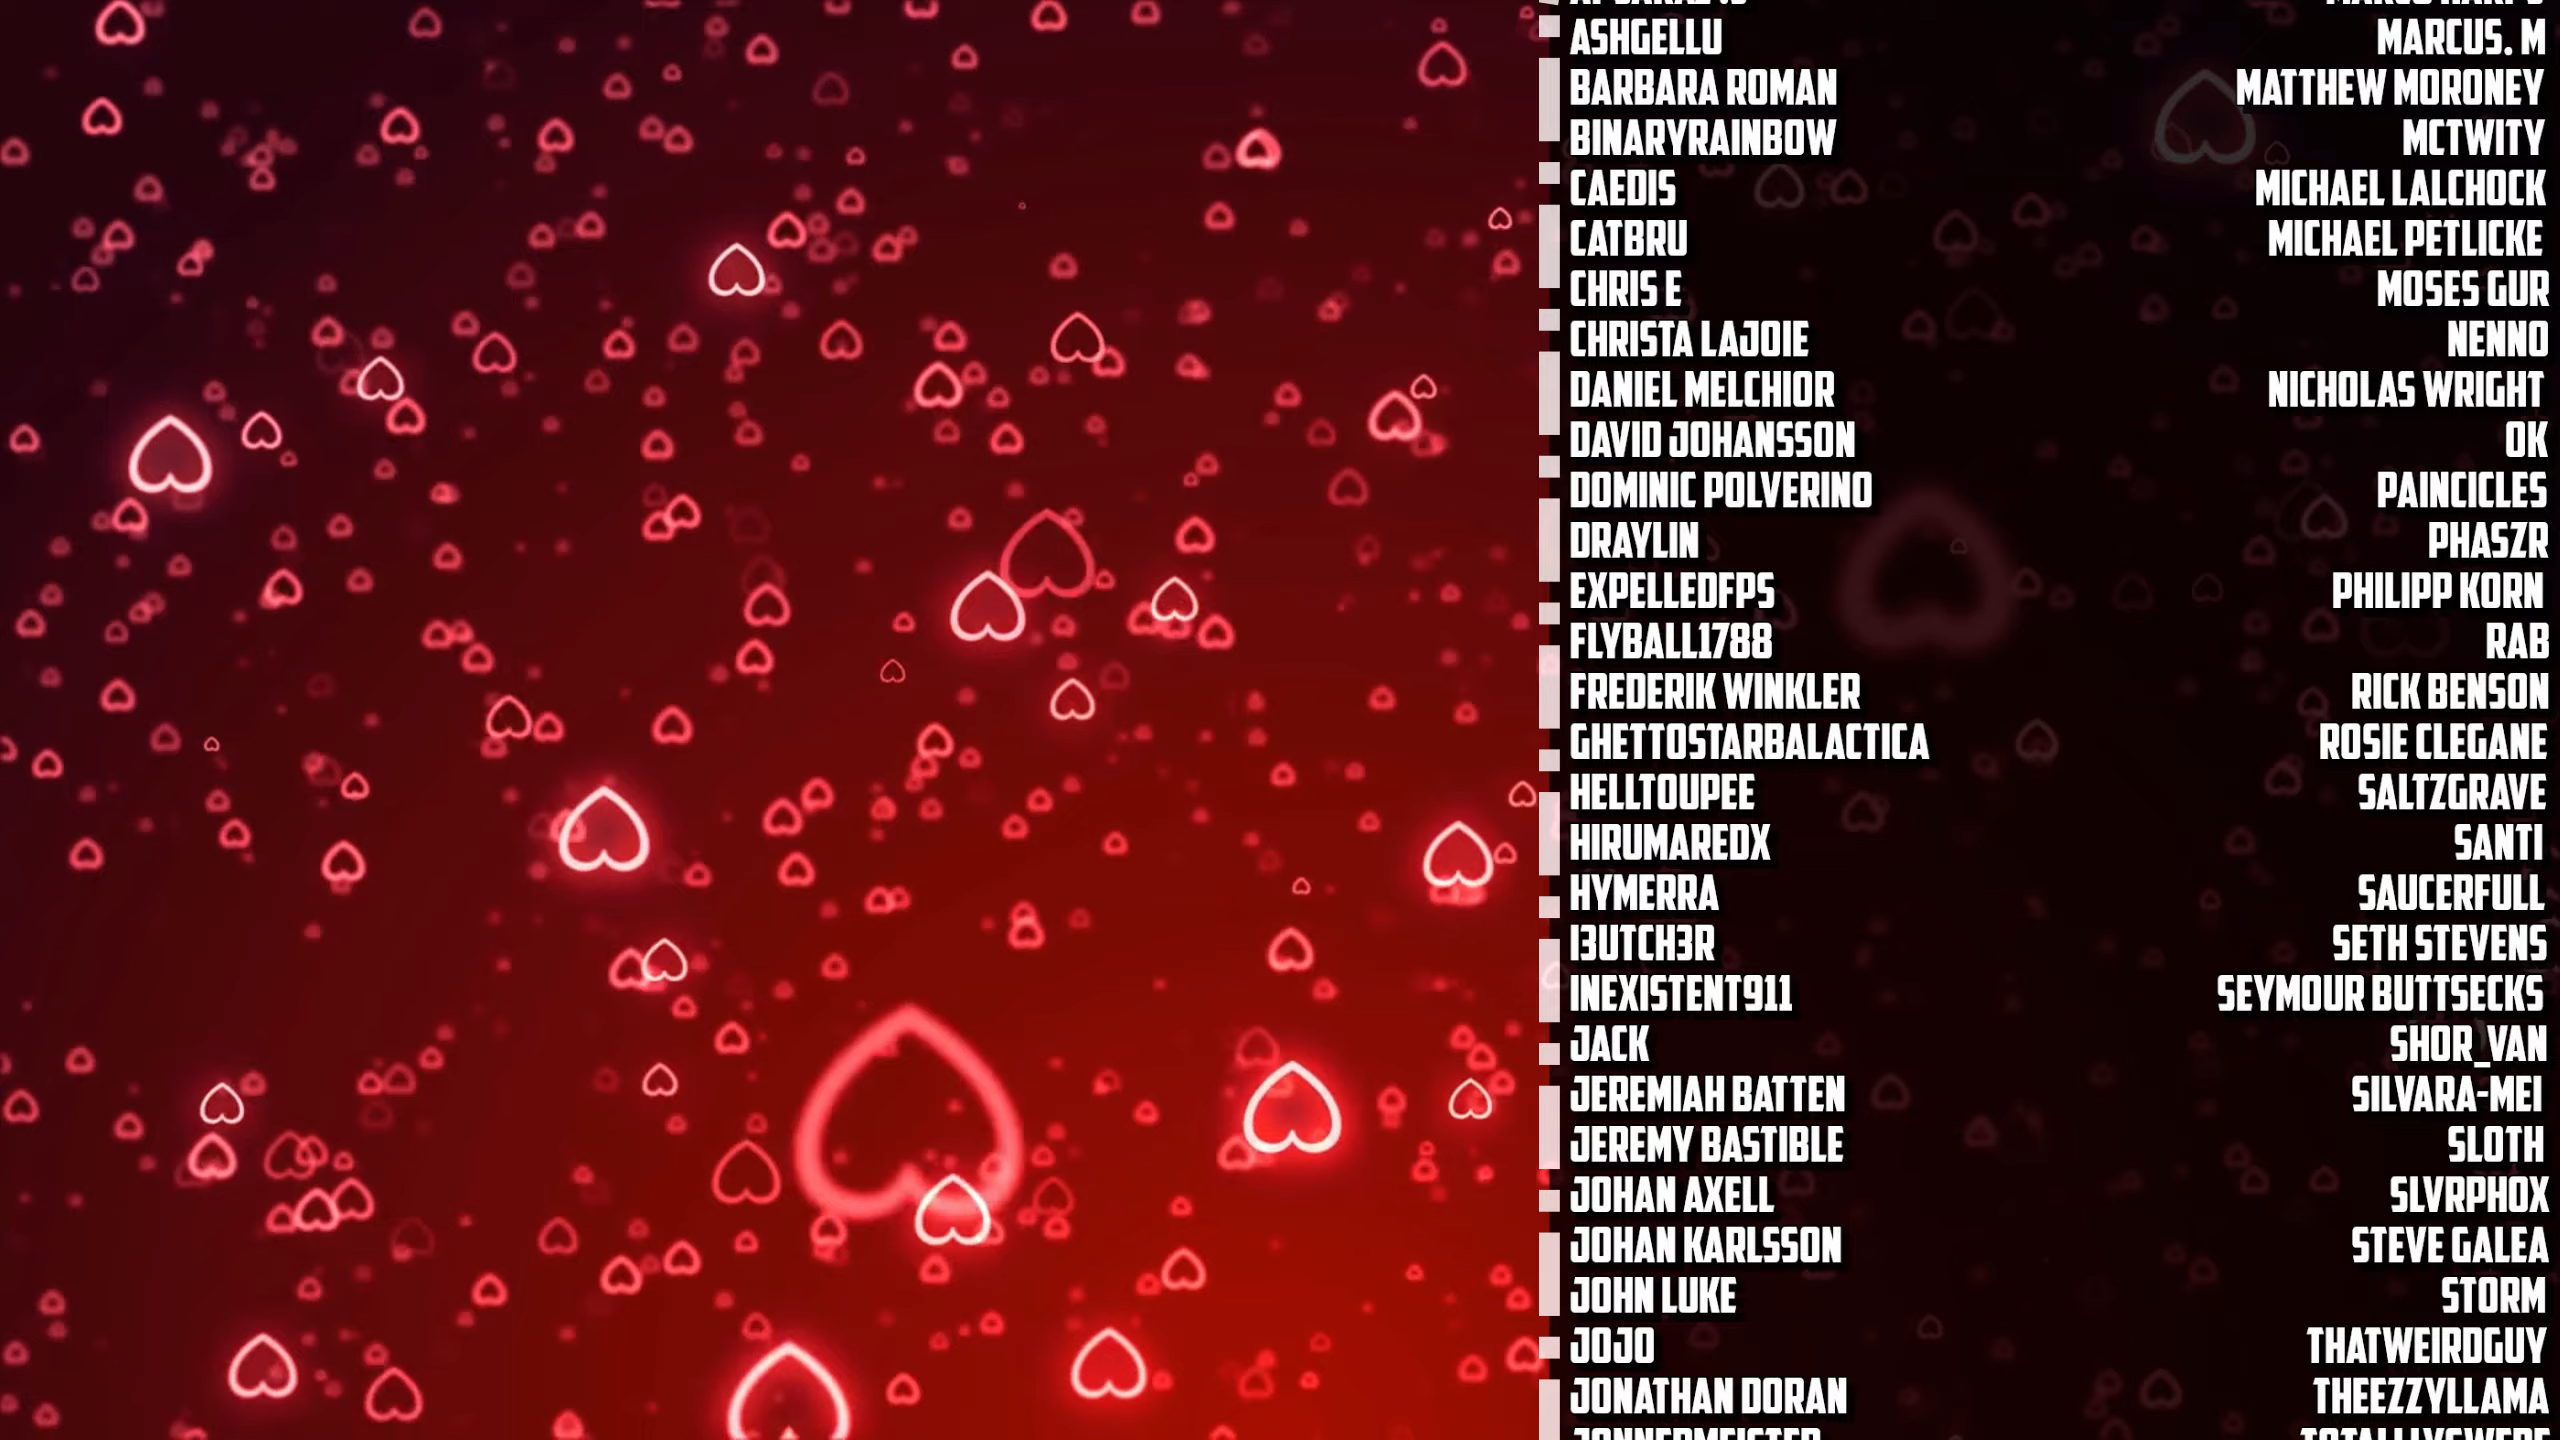 ASHGELLU
BARBARA ROMAN
BINARYRAINBOW
CAEDIS
CATBRU
CHRIS E
CHRISTA LAJOIE
DANIEL MELCHIOR
DAVID JOHANSSON
DOMINIC POLVERINO
DRAYLIN
EXPELLEDFPS
FLYBALL1788
FREDERIK WINKLER
GHETTOSTARBALACTICA
HELLTOUPEE
HIRUMAREDX
HYMERRA
I3UTCH3R
INEXISTENT911
JACK
JEREMIAH BATTEN
JEREMY BASTIBLE
JOHAN AXELL
JOHAN KARLSSON
JOHN LUKE
JOJO
JONATHAN DORAN
MARCUS. M
MATTHEW MORONEY
MCTWITY
MICHAEL LALCHOCK
MICHAEL PETLICKE
MOSES GUR
NENNO
NICHOLAS WRIGHT
OK
PAINCICLES
PHASZR
PHILIPP KORN
RAB
RICK BENSON
ROSIE CLEGANE
SALTZGRAVE
SANTI
SAUCERFULL
SETH STEVENS
SEYMOUR BUTTSECKS
SHOR_VAN
SILVARA-MEI
SLOTH
SLVRPHOX
STEVE GALEA
STORM
THATWEIRDGUY
THEEZZYLLAMA